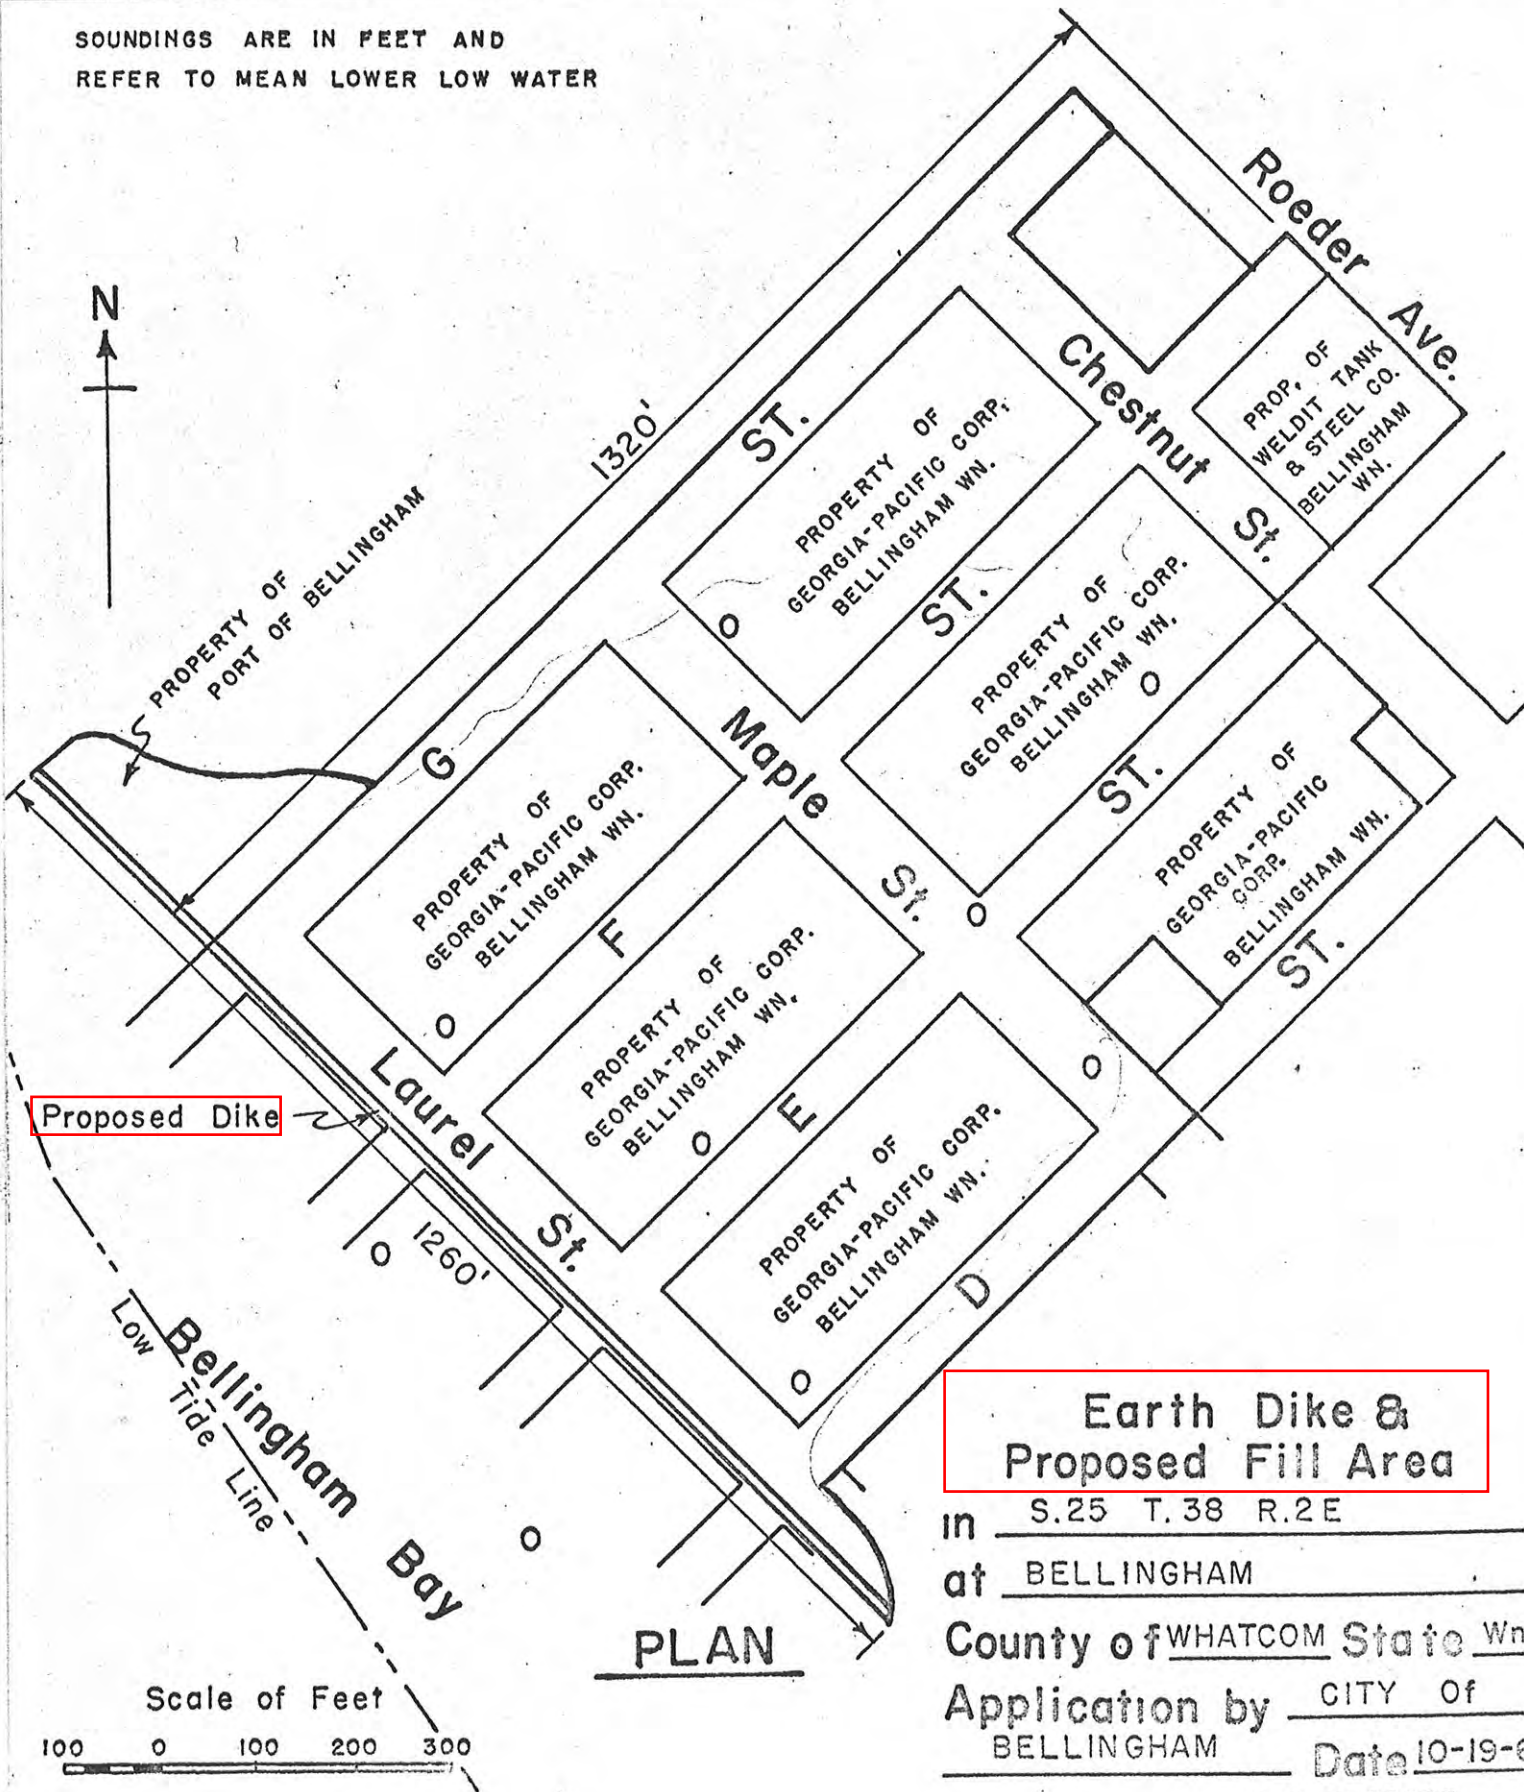 SOUNDINGS ARE IN FEET AND
REFER TO MEAN LOWER LOW WATER
N
Roeder Ave.
1320'
ST.
Chestnut St.
PROP, OF
WELDIT TANK
& STEEL CO.
BELLINGHAM
WN.
PROPERTY OF
GEORGIA-PACIFIC CORP.
BELLINGHAM WN.
PROPERTY OF
PORT OF BELLINGHAM
ST.
PROPERTY OF
GEORGIA-PACIFIC CORP.
BELLINGHAM WN.
O
O
G
Maple St.
ST.
PROPERTY OF
GEORGIA-PACIFIC
CORP.
BELLINGHAM WN.
PROPERTY OF
GEORGIA-PACIFIC CORP.
BELLINGHAM WN.
O
F
O
ST.
PROPERTY OF
GEORGIA-PACIFIC CORP.
BELLINGHAM WN.
O
E
O
Proposed Dike
Laurel St.
PROPERTY OF
GEORGIA-PACIFIC CORP.
BELLINGHAM WN.
O
D
O
1260'
Low Tide Line
Bellingham Bay
O
PLAN
Scale of Feet
100 0 100 200 300
Earth Dike &
Proposed Fill Area
in S.25 T.38 R.2E
at BELLINGHAM
County of WHATCOM State Wn
Application by CITY Of
BELLINGHAM Date 10-19-6